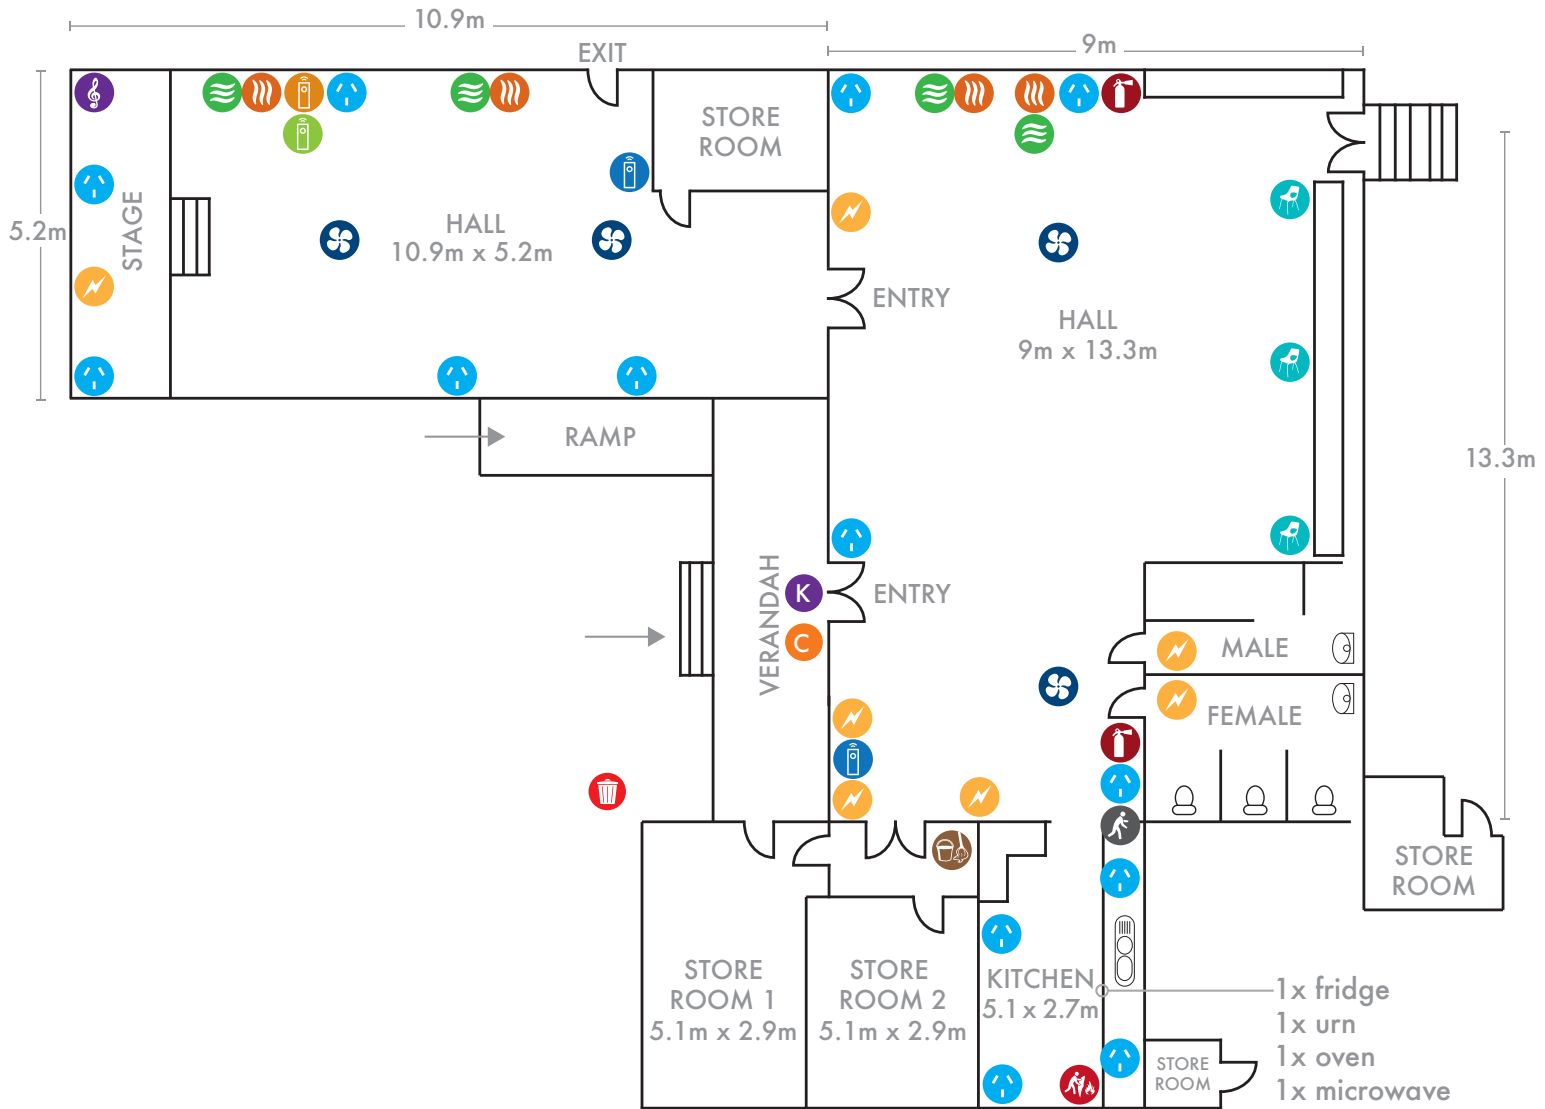 10.9m
9m
EXIT
STORE
ROOM
5.2m
STAGE
HALL
10.9m x 5.2m
ENTRY
HALL
9m x 13.3m
RAMP
13.3m
VERANDAH
K
ENTRY
C
MALE
FEMALE
STORE
ROOM
STORE
ROOM 1
5.1m x 2.9m
STORE
ROOM 2
5.1m x 2.9m
KITCHEN
5.1 x 2.7m
1x fridge
1x urn
1x oven
1x microwave
STORE
ROOM